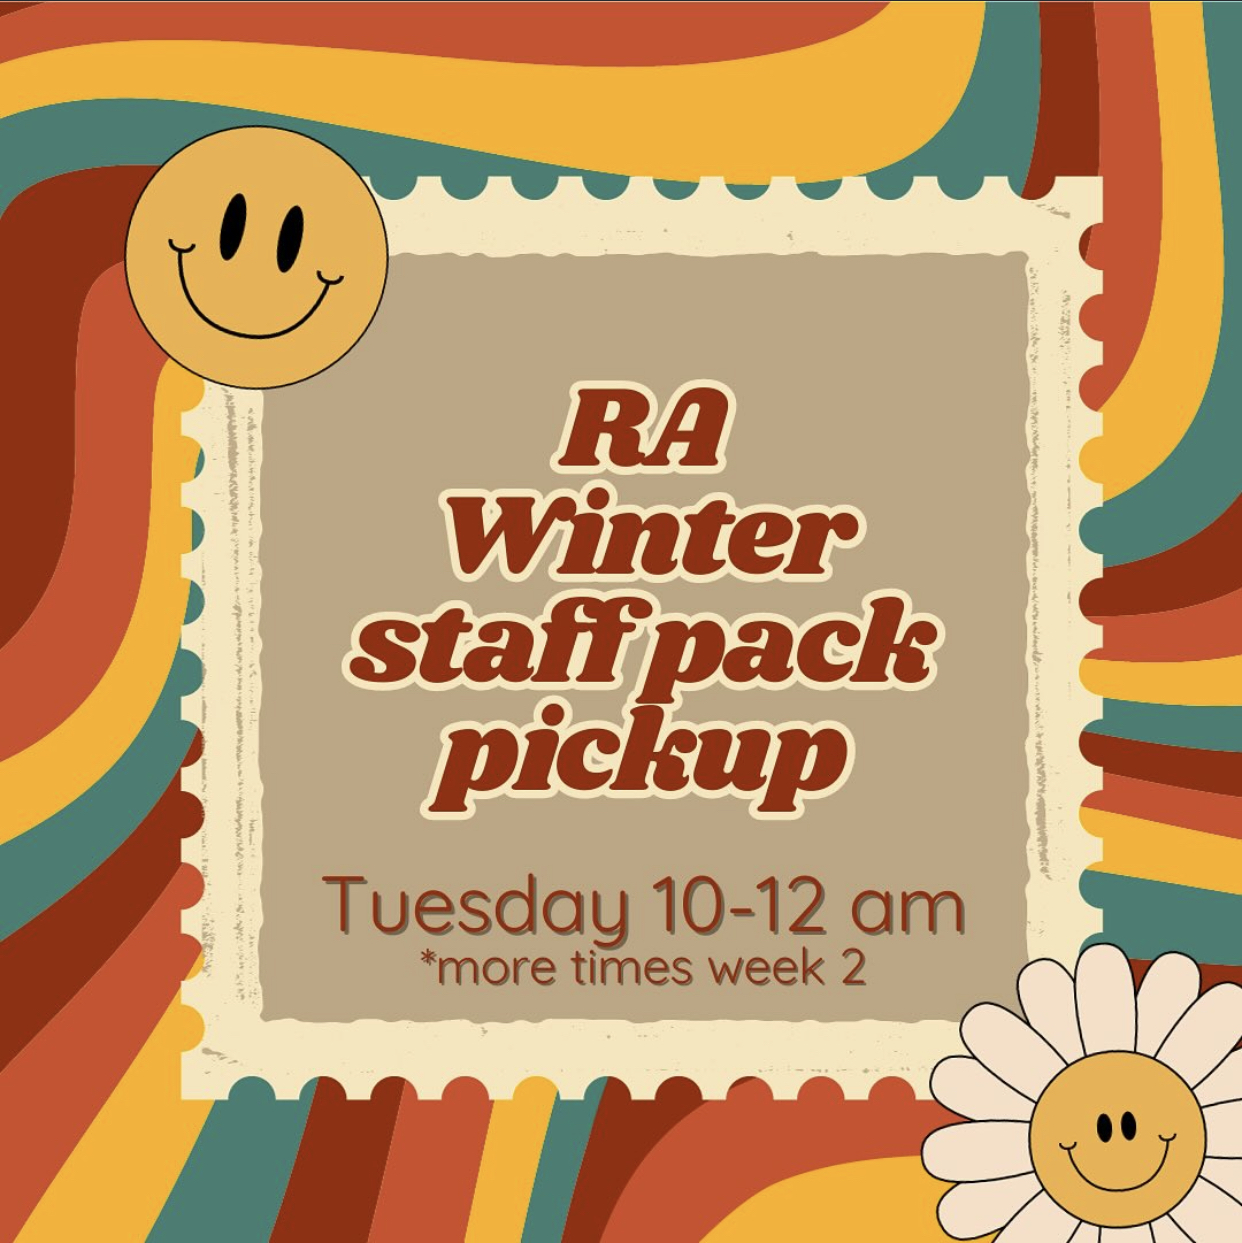 RA
Winter
staff pack
pickup
Tuesday 10-12 am
*more times week 2